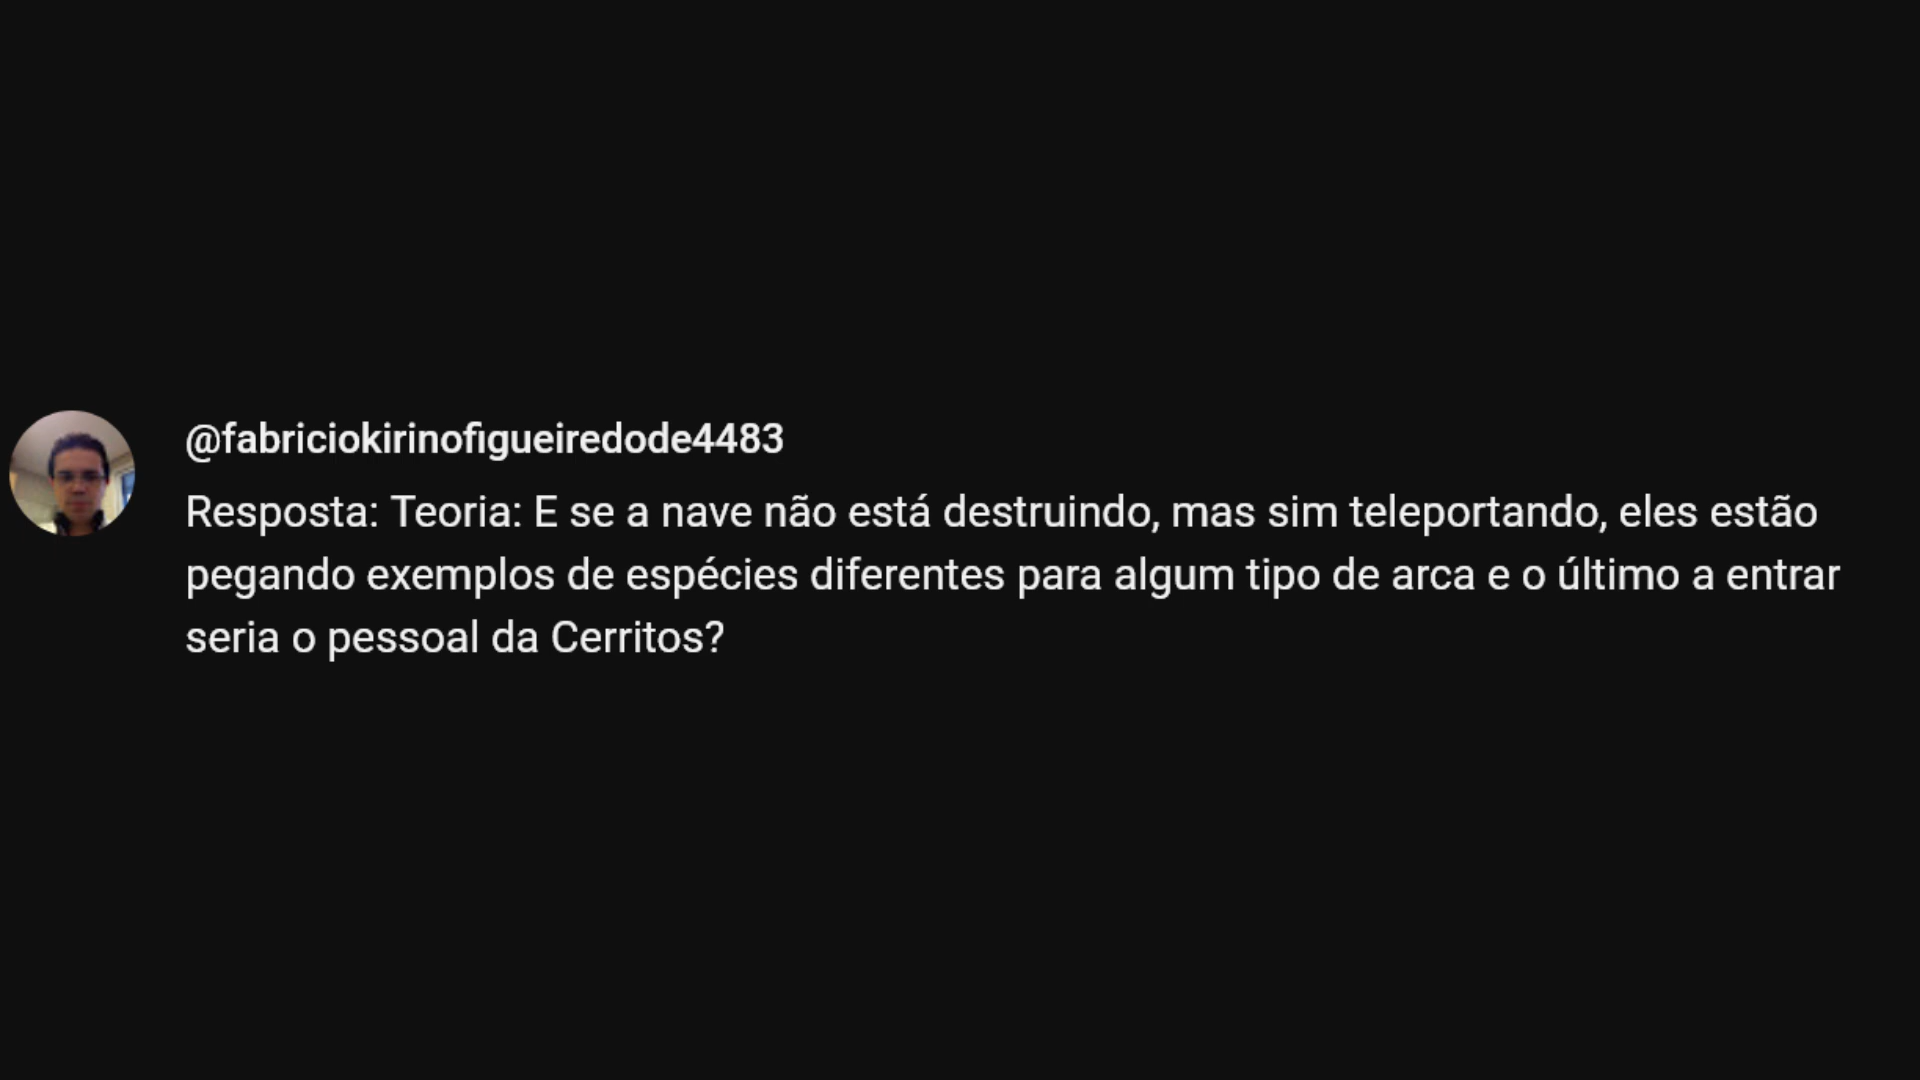 @fabriciokirinofigueiredode4483
Resposta: Teoria: E se a nave não está destruindo, mas sim teleportando, eles estão
pegando exemplos de espécies diferentes para algum tipo de arca e o último a entrar
seria o pessoal da Cerritos?